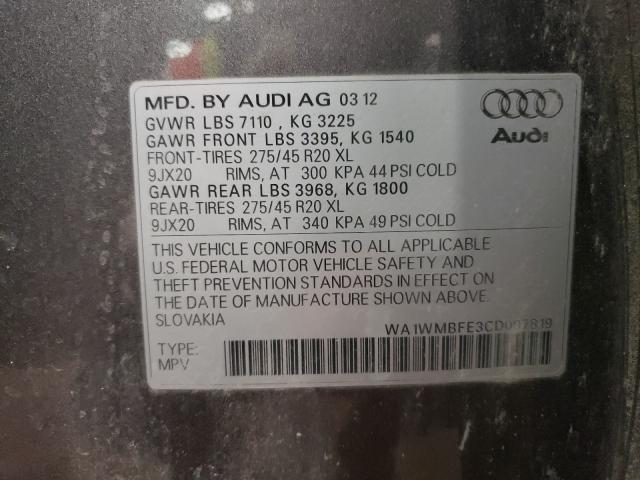 MFD. BY AUDI AG 03 12
GVWR LBS 7110 , KG 3225
GAWR FRONT LBS 3395, KG 1540
FRONT-TIRES 275/45 R20 XL
9JX20 RIMS, AT 300 KPA 44 PSI COLD
GAWR REAR LBS 3968, KG 1800
REAR-TIRES 275/45 R20 XL
9JX20 RIMS, AT 340 KPA 49 PSI COLD
Audi
THIS VEHICLE CONFORMS TO ALL APPLICABLE
U.S. FEDERAL MOTOR VEHICLE SAFETY AND
THEFT PREVENTION STANDARDS IN EFFECT ON
THE DATE OF MANUFACTURE SHOWN ABOVE.
SLOVAKIA
WA1WMBFE3CD007819
TYPE:
MPV